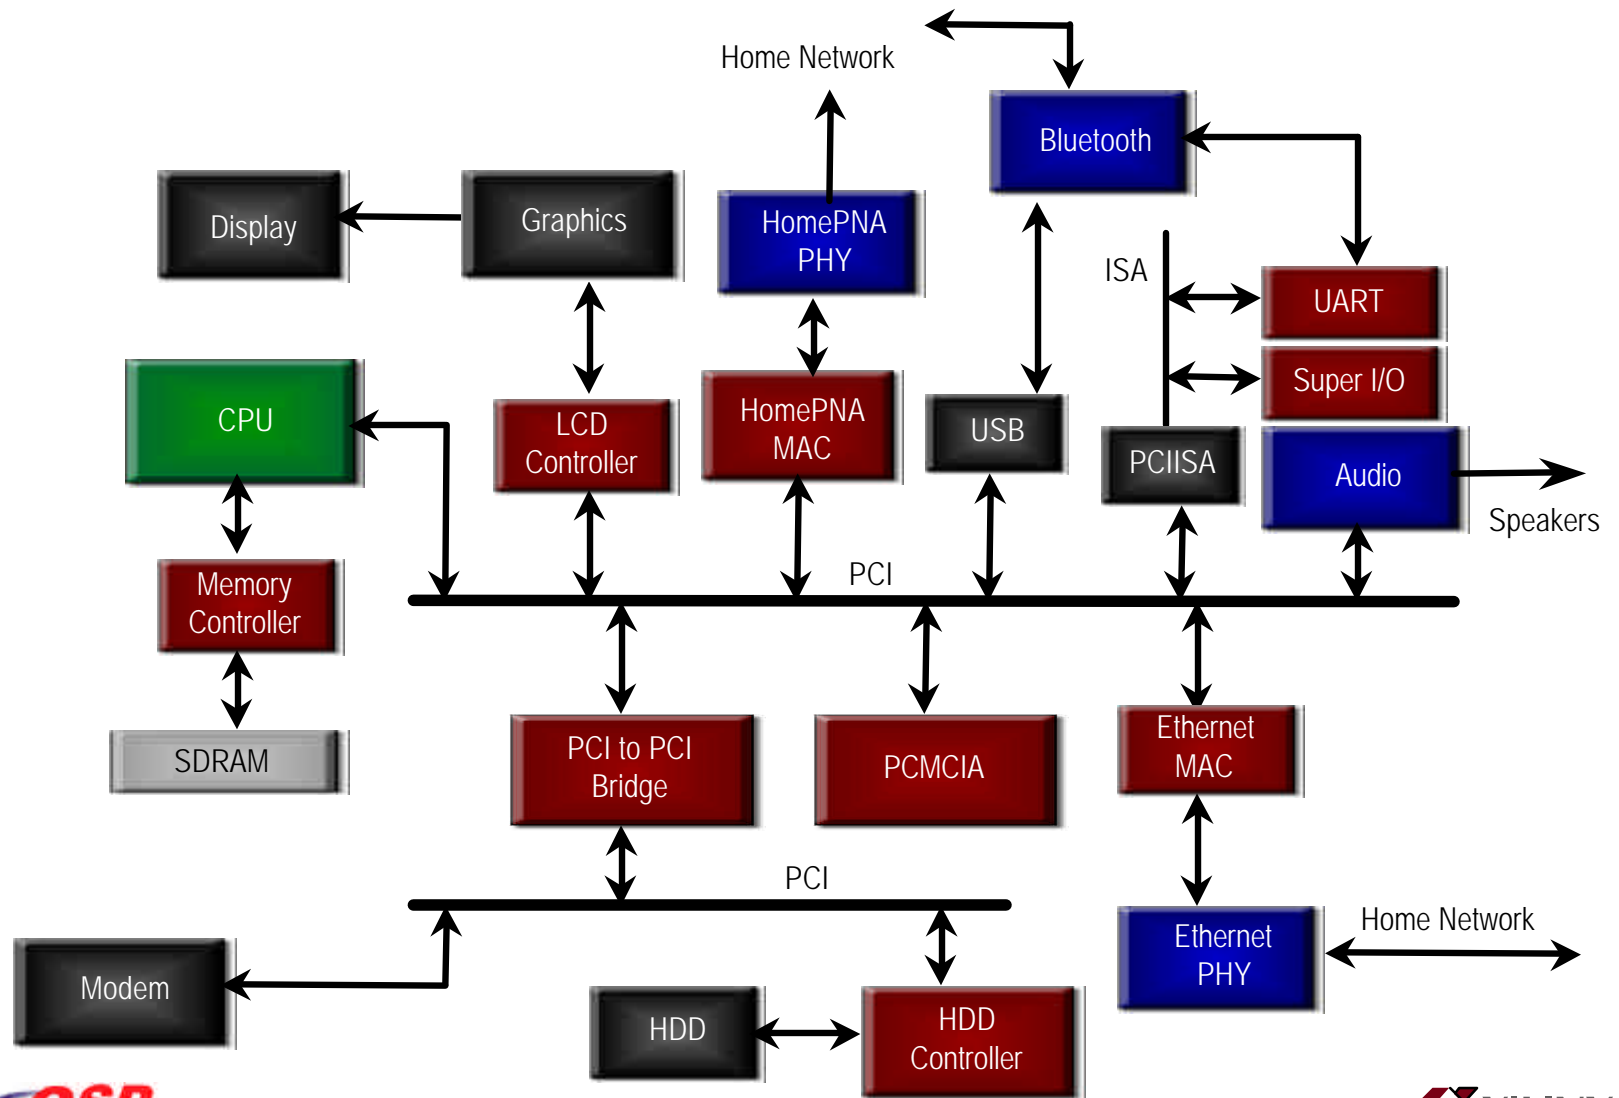 Home Network
Bluetooth
Display
Graphics
HomePNA
PHY
ISA
UART
Super I/O
CPU
LCD
Controller
HomePNA
MAC
USB
PCIISA
Audio
Speakers
PCI
Memory
Controller
SDRAM
PCI to PCI
Bridge
PCMCIA
Ethernet
MAC
PCI
Modem
HDD
HDD
Controller
Ethernet
PHY
Home Network